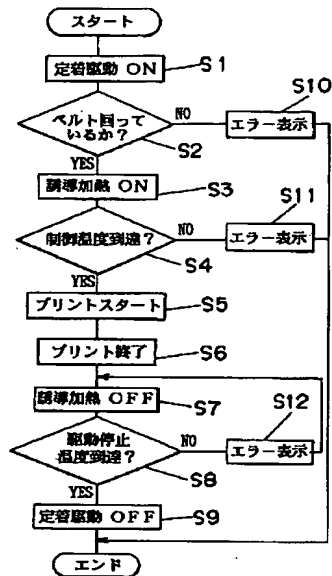 スタート
定着駆動 ON
S1
ベルト回って
いるか?
S2
NO
エラー表示
S10
YES
誘導加熱 ON
S3
制御温度到達?
S4
NO
エラー表示
S11
YES
プリントスタート
S5
プリント終了
S6
誘導加熱 OFF
S7
駆動停止
温度到達?
S8
NO
エラー表示
S12
YES
定着駆動 OFF
S9
エンド